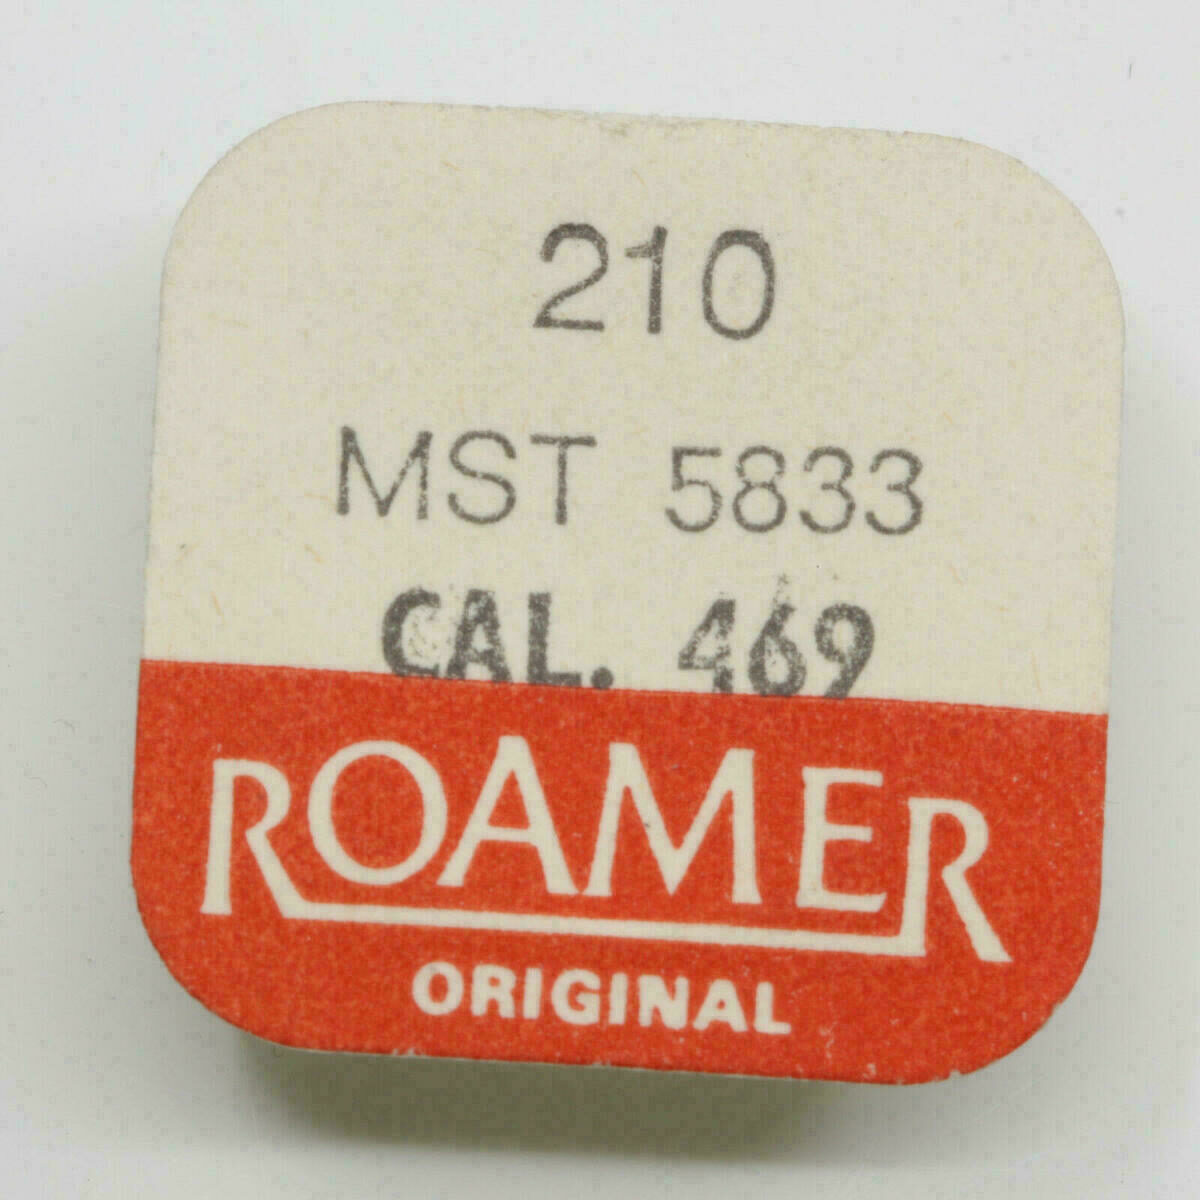 210
MST 5833
CAL. 469
ROAMER
ORIGINAL